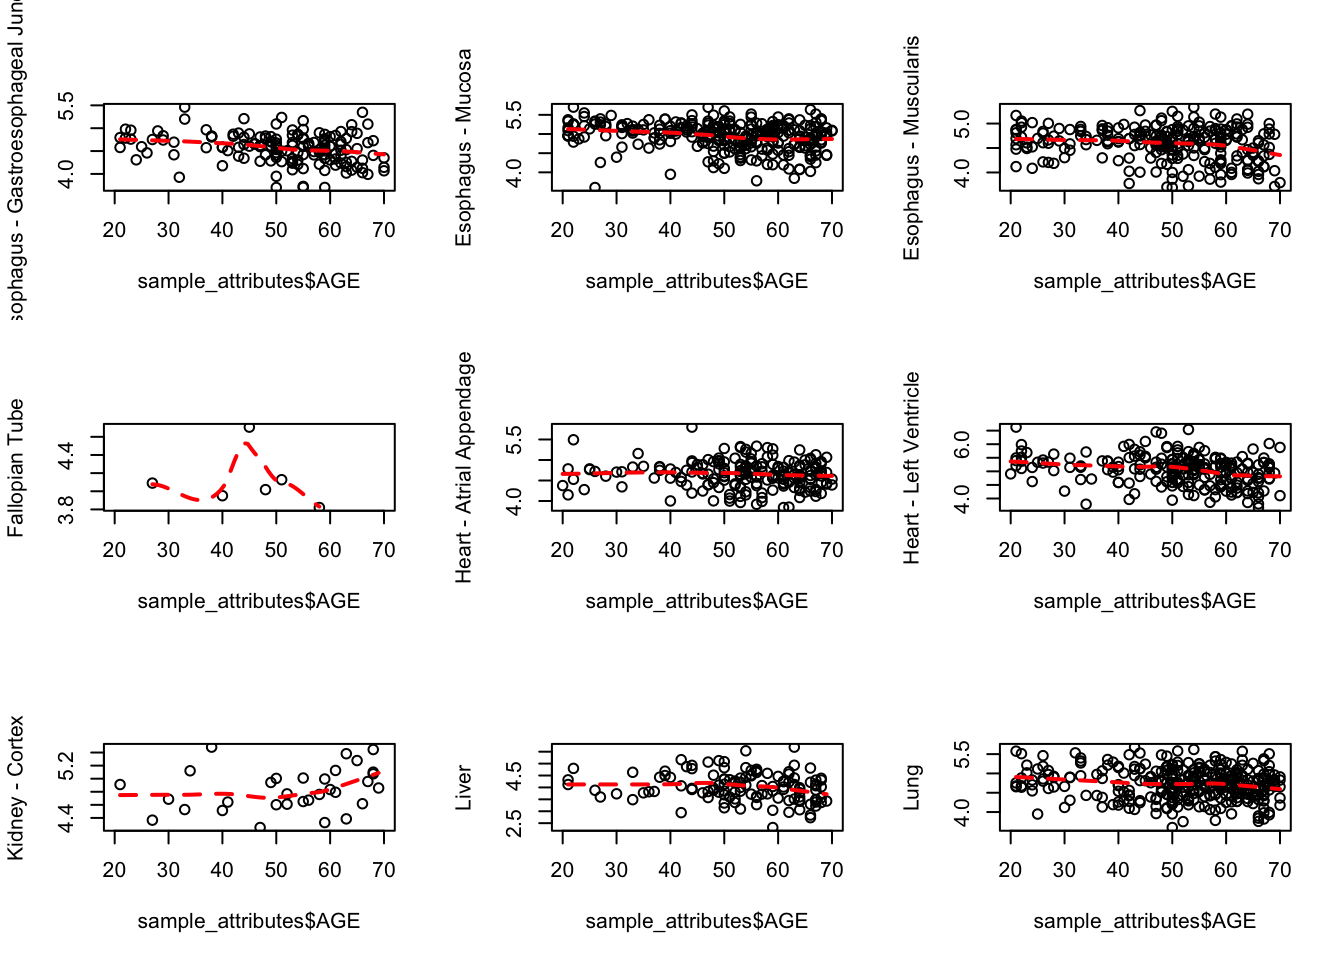 sophagus - Gastroesophageal Junc
5.5
4.0
20 30 40 50 60 70
sample_attributes$AGE
Esophagus - Mucosa
5.5
4.0
20 30 40 50 60 70
sample_attributes$AGE
Esophagus - Muscularis
5.0
4.0
20 30 40 50 60 70
sample_attributes$AGE
Fallopian Tube
4.4
3.8
20 30 40 50 60 70
sample_attributes$AGE
Heart - Atrial Appendage
5.5
4.0
20 30 40 50 60 70
sample_attributes$AGE
Heart - Left Ventricle
6.0
4.0
20 30 40 50 60 70
sample_attributes$AGE
Kidney - Cortex
5.2
4.4
20 30 40 50 60 70
sample_attributes$AGE
Liver
4.5
2.5
20 30 40 50 60 70
sample_attributes$AGE
Lung
5.5
4.0
20 30 40 50 60 70
sample_attributes$AGE